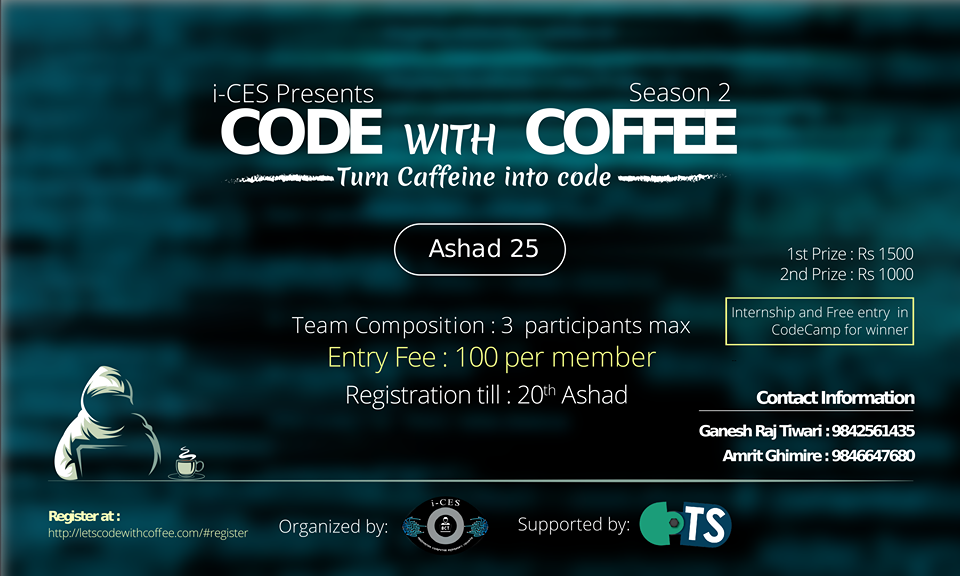 i-CES Presents
Season 2
CODE WITH COFFEE
Turn Caffeine into code
Ashad 25
1st Prize : Rs 1500
2nd Prize : Rs 1000
Internship and Free entry in
CodeCamp for winner
Team Composition : 3 participants max
Entry Fee : 100 per member
Registration till : 20th Ashad
Contact Information
Ganesh Raj Tiwari : 9842561435
Amrit Ghimire : 9846647680
Register at :
http://letscodewithcoffee.com/#register
Organized by:
i-CES
Supported by:
TS